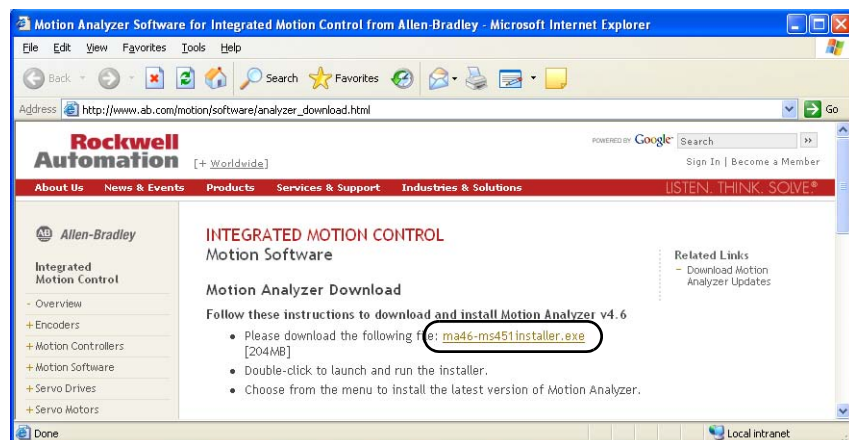 Motion Analyzer Software for Integrated Motion Control from Allen-Bradley - Microsoft Internet Explorer
File Edit View Favorites Tools Help
Back Search Favorites
Address http://www.ab.com/motion/software/analyzer_download.html Go
Rockwell
Automation
[+ Worldwide]
POWERED BY Google Search
Sign In | Become a Member
About Us News & Events Products Services & Support Industries & Solutions LISTEN. THINK. SOLVE.®
AB Allen-Bradley
Integrated
Motion Control
- Overview
+ Encoders
+ Motion Controllers
+ Motion Software
+ Servo Drives
+ Servo Motors
INTEGRATED MOTION CONTROL
Motion Software
Motion Analyzer Download
Follow these instructions to download and install Motion Analyzer v4.6
• Please download the following file: ma46-ms451installer.exe
[204MB]
• Double-click to launch and run the installer.
• Choose from the menu to install the latest version of Motion Analyzer.
Related Links
– Download Motion
Analyzer Updates
Done Local intranet